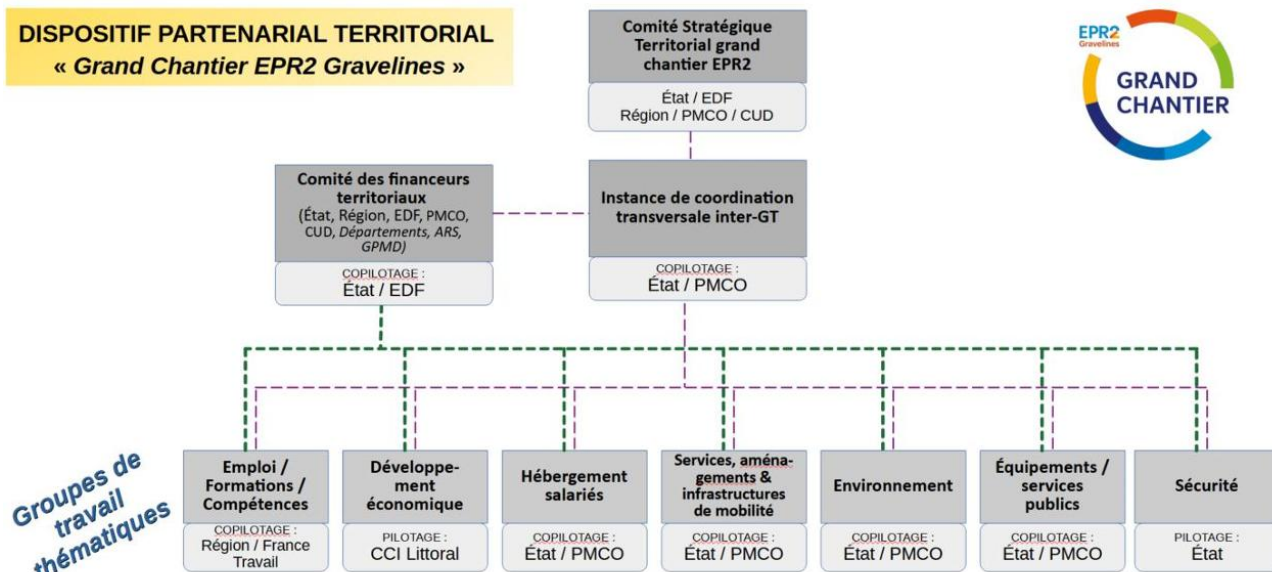 DISPOSITIF PARTENARIAL TERRITORIAL
« Grand Chantier EPR2 Gravelines »
Comité Stratégique
Territorial grand
chantier EPR2
État / EDF
Région / PMCO / CUD
EPR2
Gravelines
GRAND
CHANTIER
Comité des financeurs
territoriaux
(État, Région, EDF, PMCO,
CUD, Départements, ARS,
GPMD)
COPILOTAGE :
État / EDF
Instance de coordination
transversale inter-GT
COPILOTAGE :
État / PMCO
Groupes de
travail
thématiques
Emploi /
Formations /
Compétences
COPILOTAGE :
Région / France
Travail
Développe-
ment
économique
PILOTAGE :
CCI Littoral
Hébergement
salariés
COPILOTAGE :
État / PMCO
Services, aména-
gements &
infrastructures
de mobilité
COPILOTAGE :
État / PMCO
Environnement
COPILOTAGE :
État / PMCO
Équipements /
services
publics
COPILOTAGE :
État / PMCO
Sécurité
PILOTAGE :
État